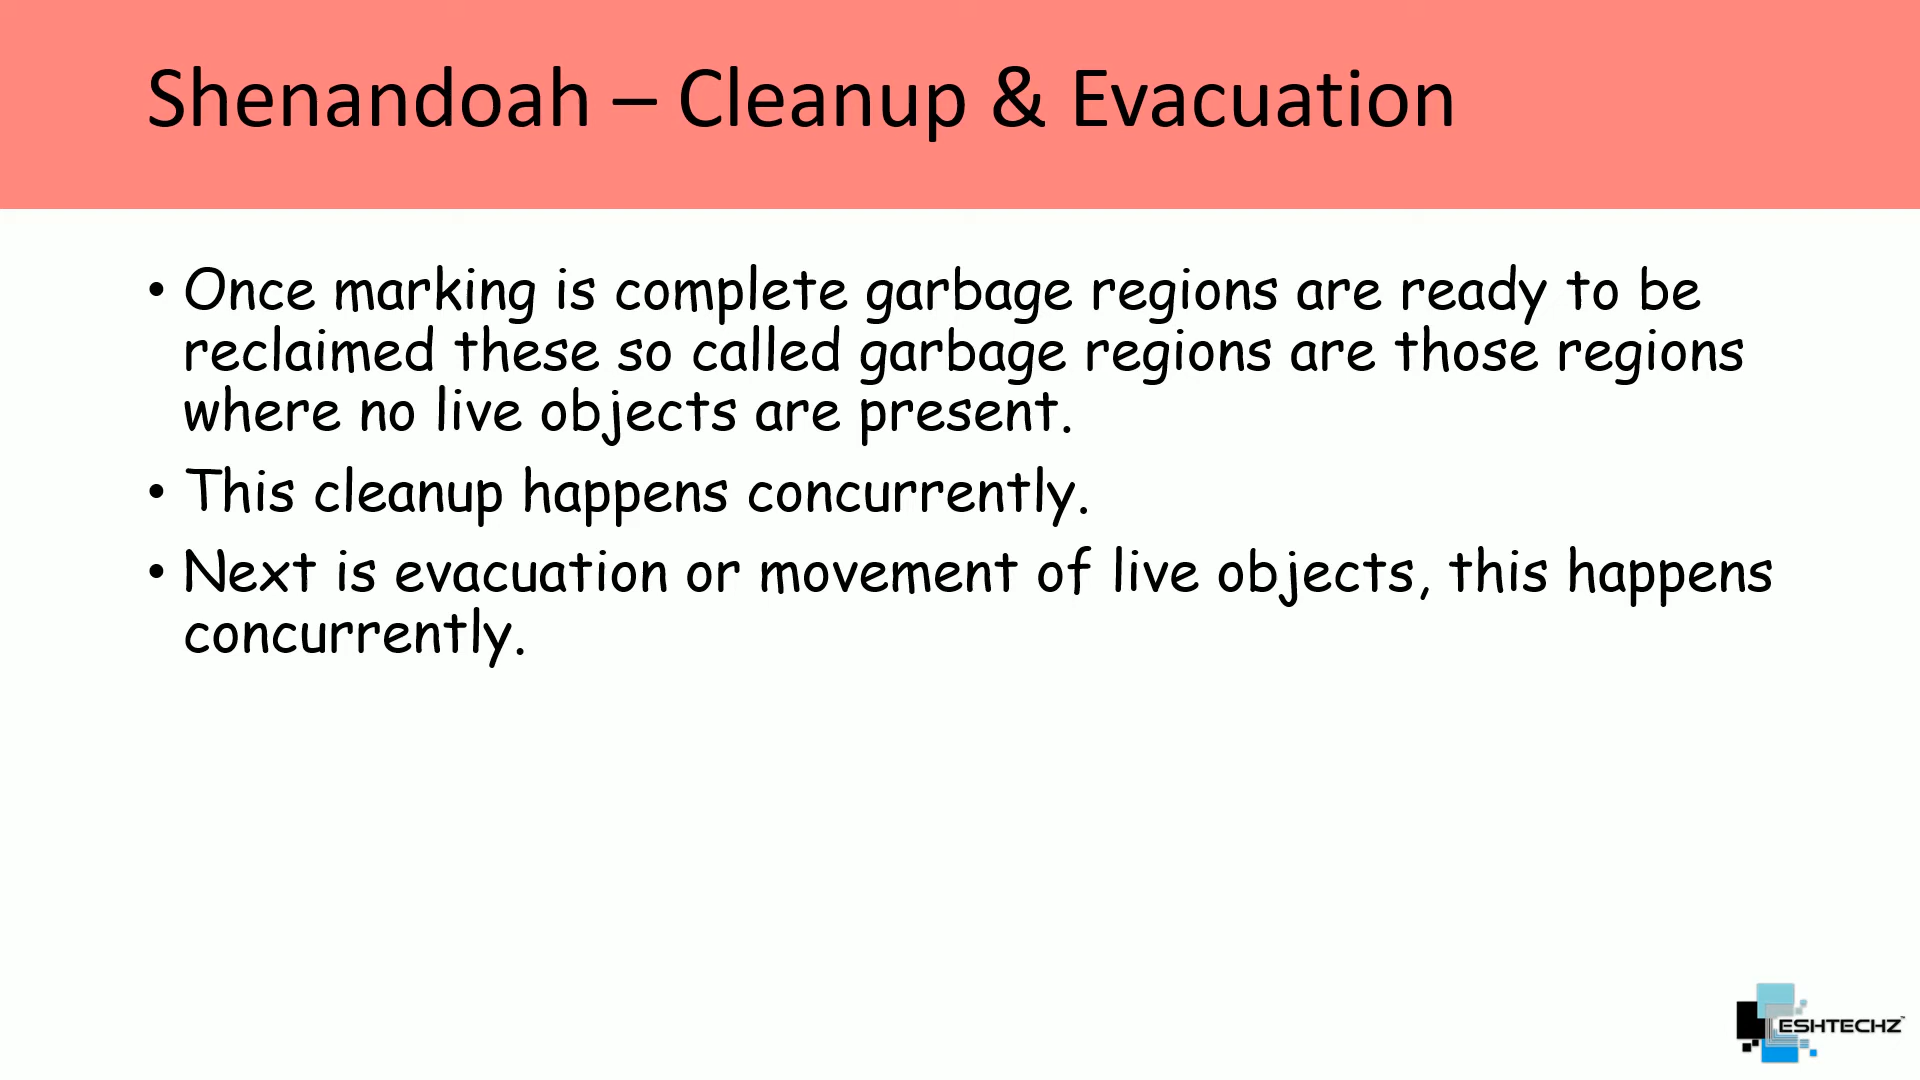 Shenandoah – Cleanup & Evacuation
• Once marking is complete garbage regions are ready to be
reclaimed these so called garbage regions are those regions
where no live objects are present.
• This cleanup happens concurrently.
• Next is evacuation or movement of live objects, this happens
concurrently.
ESHTECHZ™